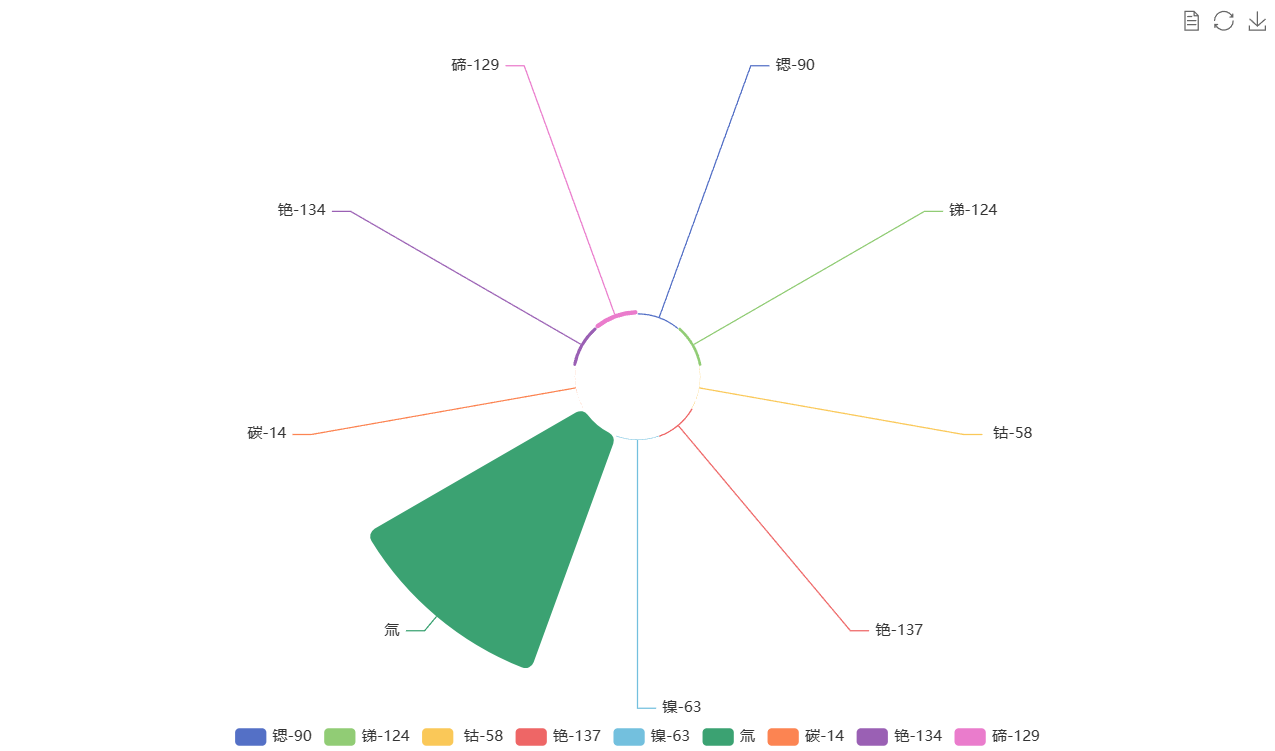 碲-129
锶-90
铯-134
锑-124
碳-14
钴-58
氚
铯-137
镍-63
锶-90 锑-124 钴-58 铯-137 镍-63 氚 碳-14 铯-134 碲-129